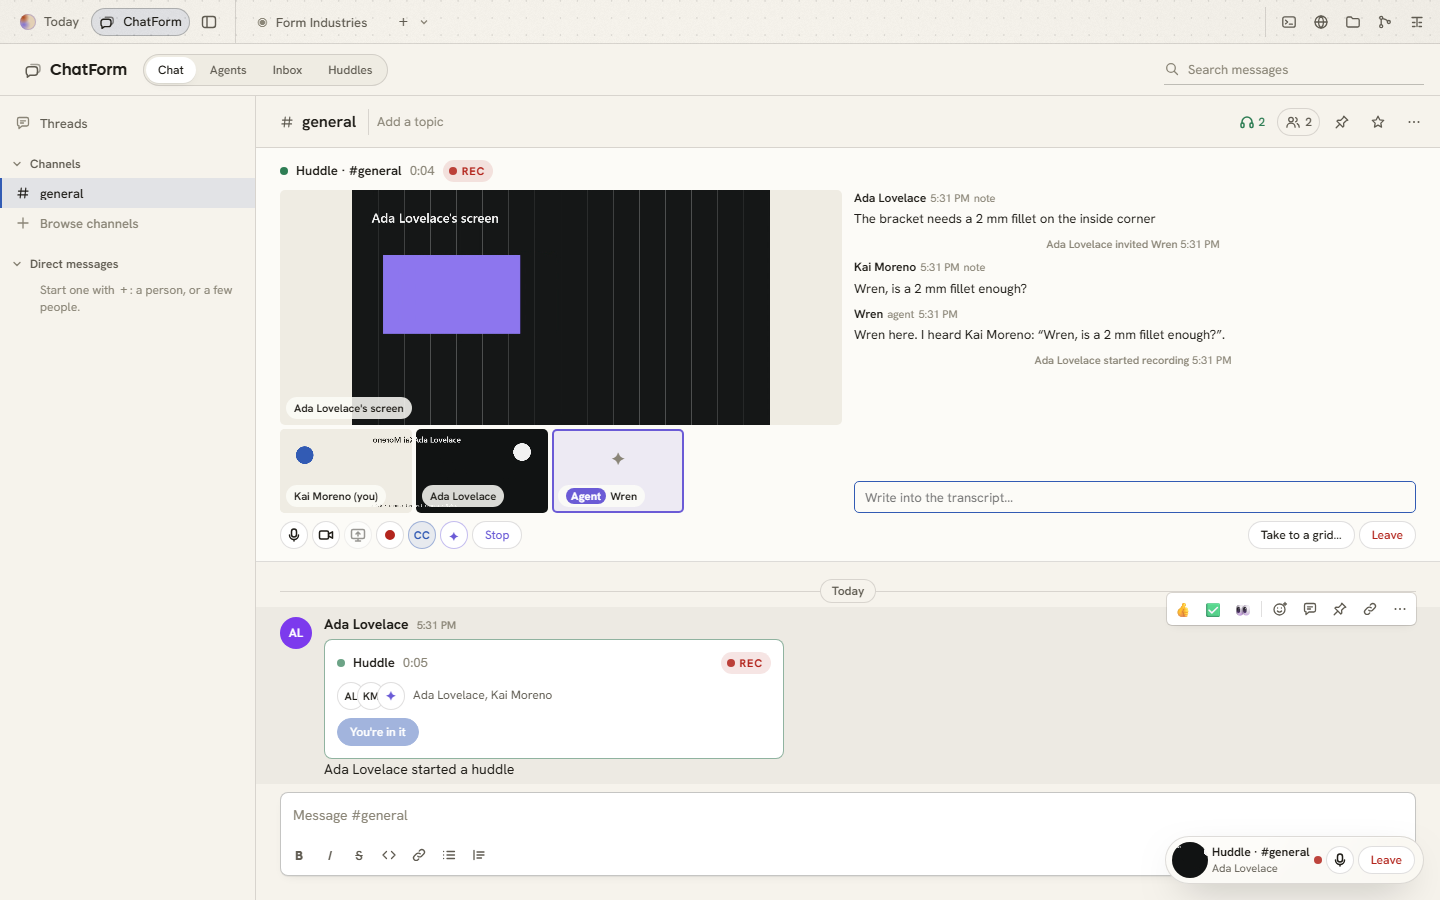 Today
ChatForm
Form Industries
ChatForm
Chat
Agents
Inbox
Huddles
Search messages
Threads
Channels
general
Browse channels
Direct messages
Start one with + : a person, or a few
people.
# general
Add a topic
2
2
Huddle · #general 0:04 REC
Ada Lovelace's screen
Ada Lovelace's screen
Kai Moreno
Kai Moreno (you)
Ada Lovelace
Ada Lovelace
Agent Wren
CC
Stop
Ada Lovelace 5:31 PM note
The bracket needs a 2 mm fillet on the inside corner
Ada Lovelace invited Wren 5:31 PM
Kai Moreno 5:31 PM note
Wren, is a 2 mm fillet enough?
Wren agent 5:31 PM
Wren here. I heard Kai Moreno: “Wren, is a 2 mm fillet enough?”.
Ada Lovelace started recording 5:31 PM
Write into the transcript...
Take to a grid...
Leave
Today
AL
Ada Lovelace 5:31 PM
Huddle 0:05
REC
AL KM
Ada Lovelace, Kai Moreno
You're in it
Ada Lovelace started a huddle
Message #general
B I S
Huddle · #general
Ada Lovelace
Leave